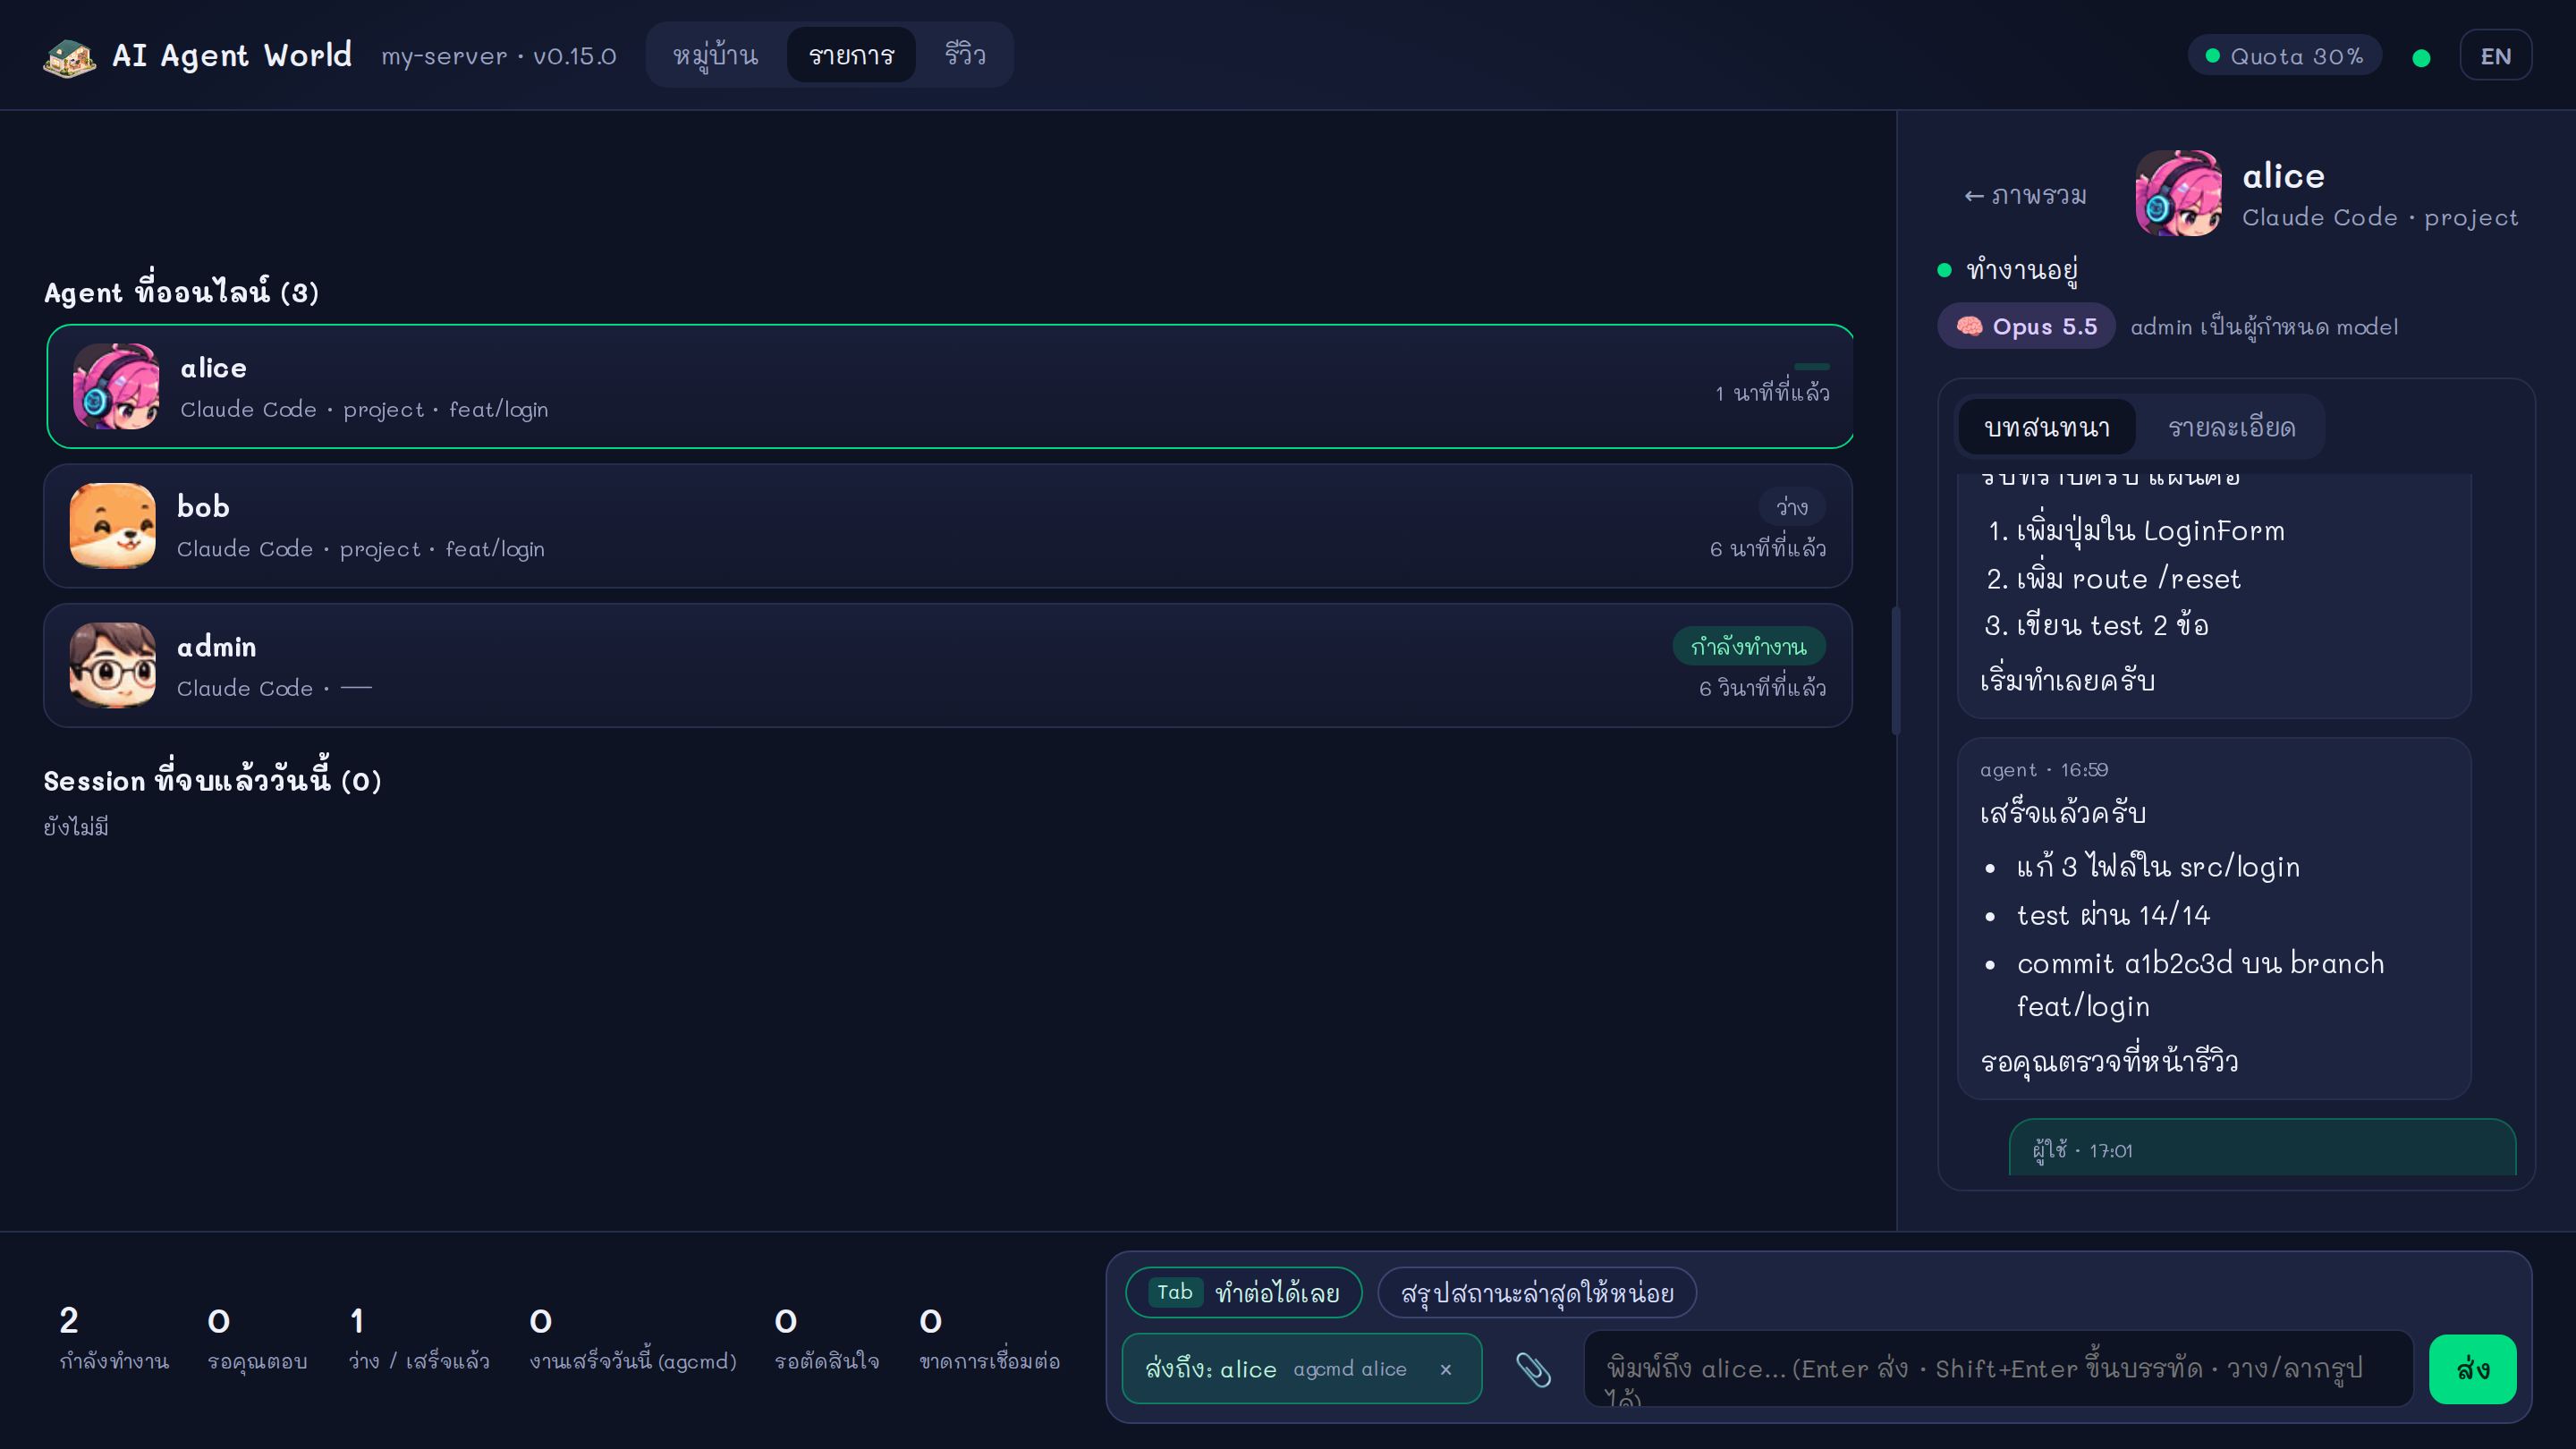 AI Agent World my-server · v0.15.0 หมู่บ้าน รายการ รีวิว
Quota 30% EN
Agent ที่ออนไลน์ (3)
alice
Claude Code · project · feat/login
1 นาทีที่แล้ว
bob
Claude Code · project · feat/login
ว่าง
6 นาทีที่แล้ว
admin
Claude Code · —
กำลังทำงาน
6 วินาทีที่แล้ว
Session ที่จบแล้ววันนี้ (0)
ยังไม่มี
← ภาพรวม
alice
Claude Code · project
ทำงานอยู่
Opus 5.5 admin เป็นผู้กำหนด model
บทสนทนา รายละเอียด
รับทราบครับ แผนคือ
1. เพิ่มปุ่มใน LoginForm
2. เพิ่ม route /reset
3. เขียน test 2 ข้อ
เริ่มทำเลยครับ
agent · 16:59
เสร็จแล้วครับ
• แก้ 3 ไฟล์ใน src/login
• test ผ่าน 14/14
• commit a1b2c3d บน branch
feat/login
รอคุณตรวจที่หน้ารีวิว
ผู้ใช้ · 17:01
2 0 1 0 0 0
กำลังทำงาน รอคุณตอบ ว่าง / เสร็จแล้ว งานเสร็จวันนี้ (agcmd) รอตัดสินใจ ขาดการเชื่อมต่อ
Tab ทำต่อได้เลย สรุปสถานะล่าสุดให้หน่อย
ส่งถึง: alice agcmd alice ×
พิมพ์ถึง alice... (Enter ส่ง · Shift+Enter ขึ้นบรรทัด · วาง/ลากรูป
ได้)
ส่ง